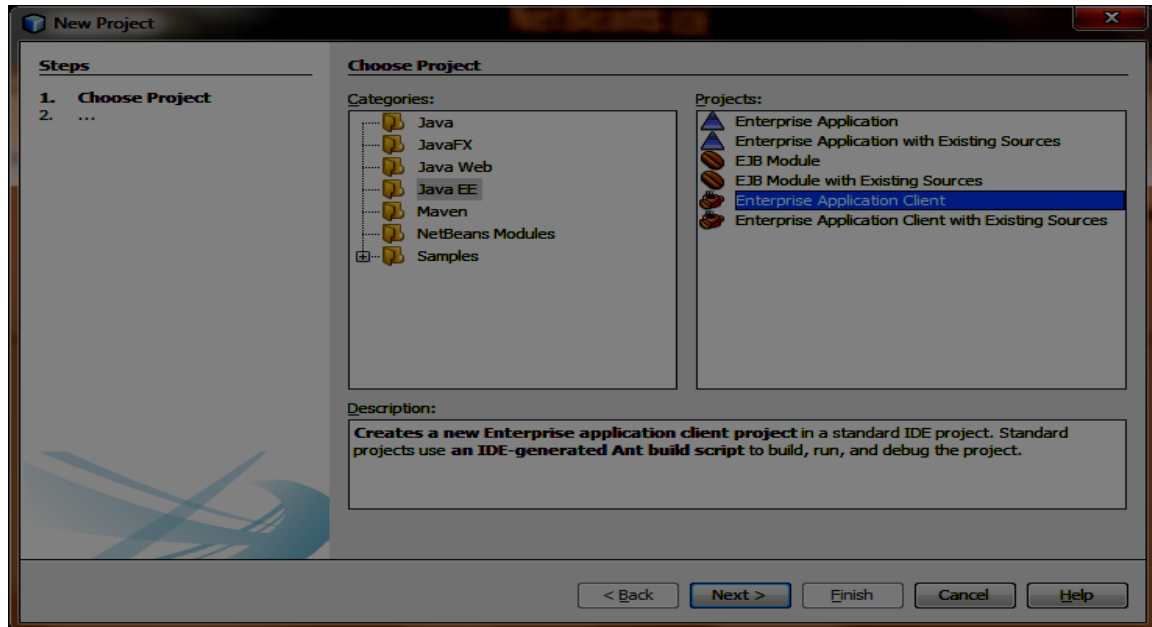 New Project
Steps
1. Choose Project
2. ...
Choose Project
Categories:
Java
JavaFX
Java Web
Java EE
Maven
NetBeans Modules
Samples
Projects:
Enterprise Application
Enterprise Application with Existing Sources
EJB Module
EJB Module with Existing Sources
Enterprise Application Client
Enterprise Application Client with Existing Sources
Description:
Creates a new Enterprise application client project in a standard IDE project. Standard
projects use an IDE-generated Ant build script to build, run, and debug the project.
< Back
Next >
Finish
Cancel
Help